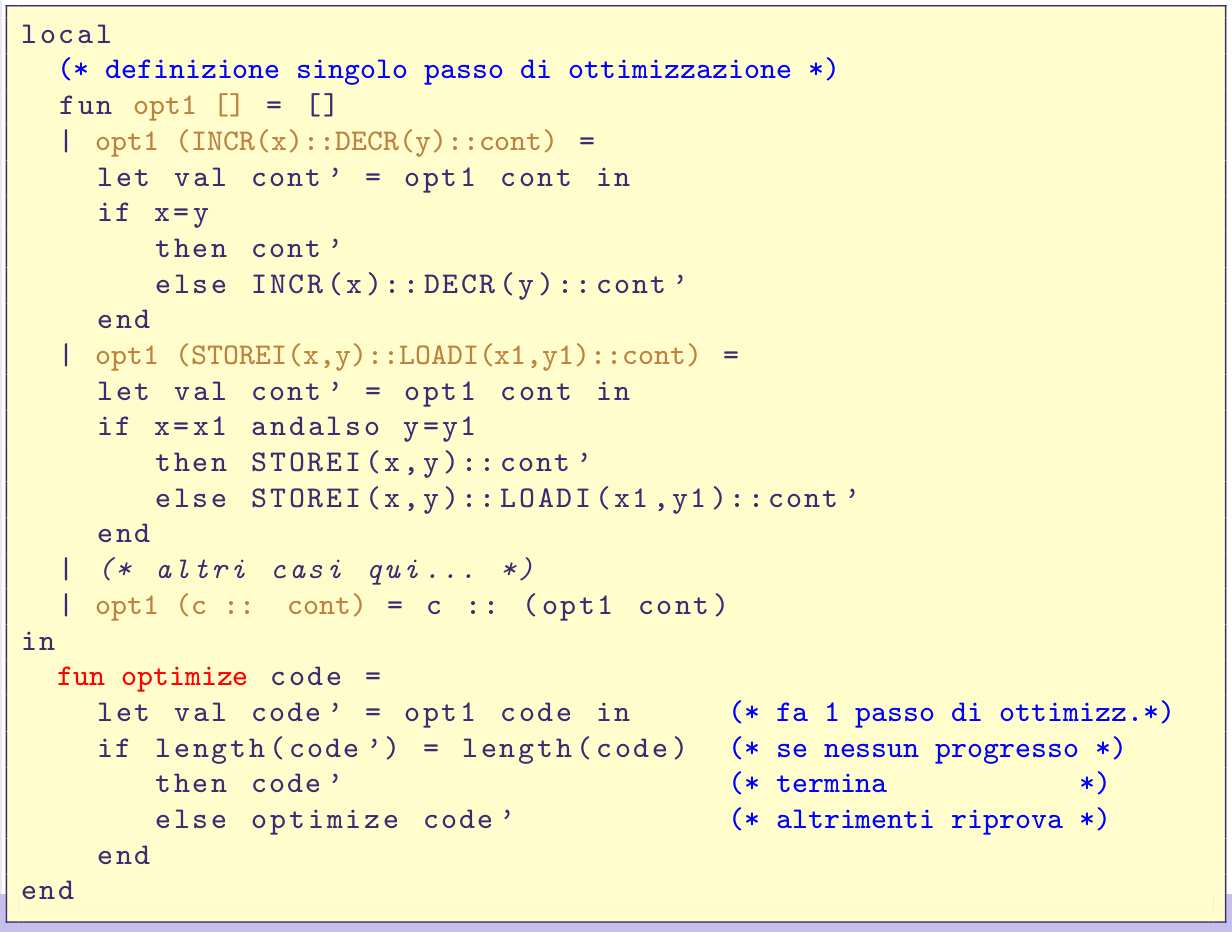 local
  (* definizione singolo passo di ottimizzazione *)
  fun opt1 [] = []
  | opt1 (INCR(x)::DECR(y)::cont) =
    let val cont' = opt1 cont in
    if x=y
       then cont'
       else INCR(x)::DECR(y)::cont'
    end
  | opt1 (STOREI(x,y)::LOADI(x1,y1)::cont) =
    let val cont' = opt1 cont in
    if x=x1 andalso y=y1
       then STOREI(x,y)::cont'
       else STOREI(x,y)::LOADI(x1,y1)::cont'
    end
  | (* altri casi qui... *)
  | opt1 (c :: cont) = c :: (opt1 cont)
in
  fun optimize code =
    let val code' = opt1 code in     (* fa 1 passo di ottimizz.*)
    if length(code') = length(code)  (* se nessun progresso *)
       then code'                    (* termina            *)
       else optimize code'           (* altrimenti riprova *)
    end
end